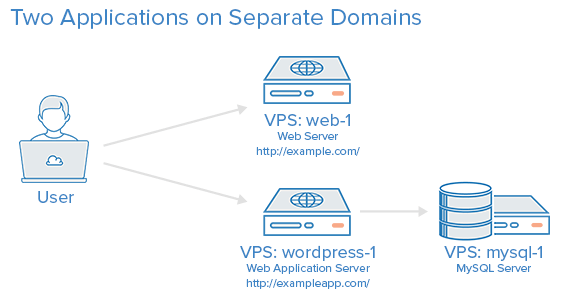 Two Applications on Separate Domains
VPS: web-1
Web Server
http://example.com/
User
VPS: wordpress-1
Web Application Server
http://exampleapp.com/
VPS: mysql-1
MySQL Server